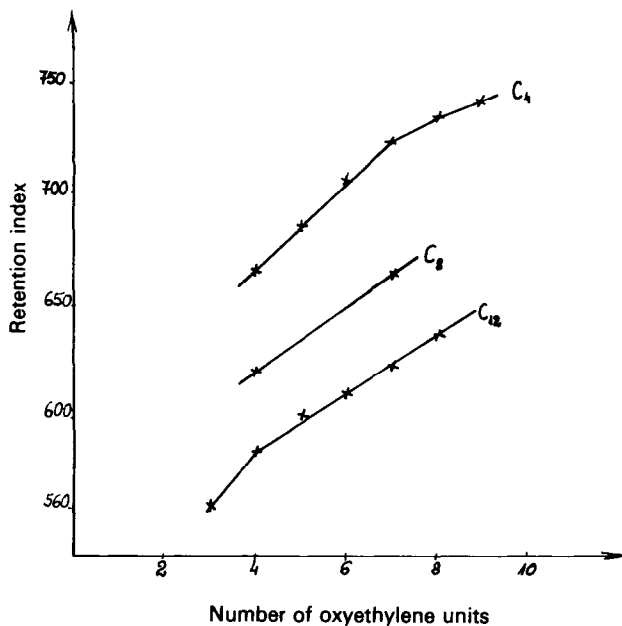 750
700
650
600
560
Retention index
C4
C8
C12
2 4 6 8 10
Number of oxyethylene units